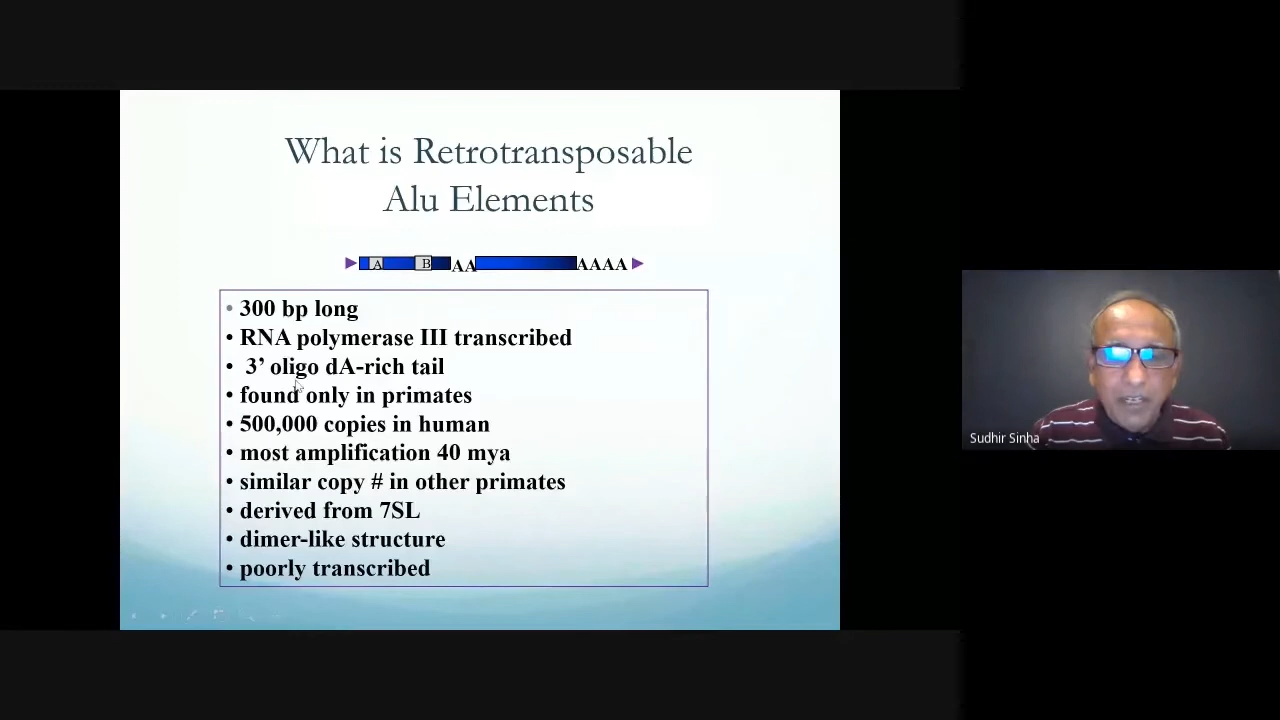 What is Retrotransposable
Alu Elements
A B AA AAAA
• 300 bp long
• RNA polymerase III transcribed
• 3’ oligo dA-rich tail
• found only in primates
• 500,000 copies in human
• most amplification 40 mya
• similar copy # in other primates
• derived from 7SL
• dimer-like structure
• poorly transcribed
Sudhir Sinha